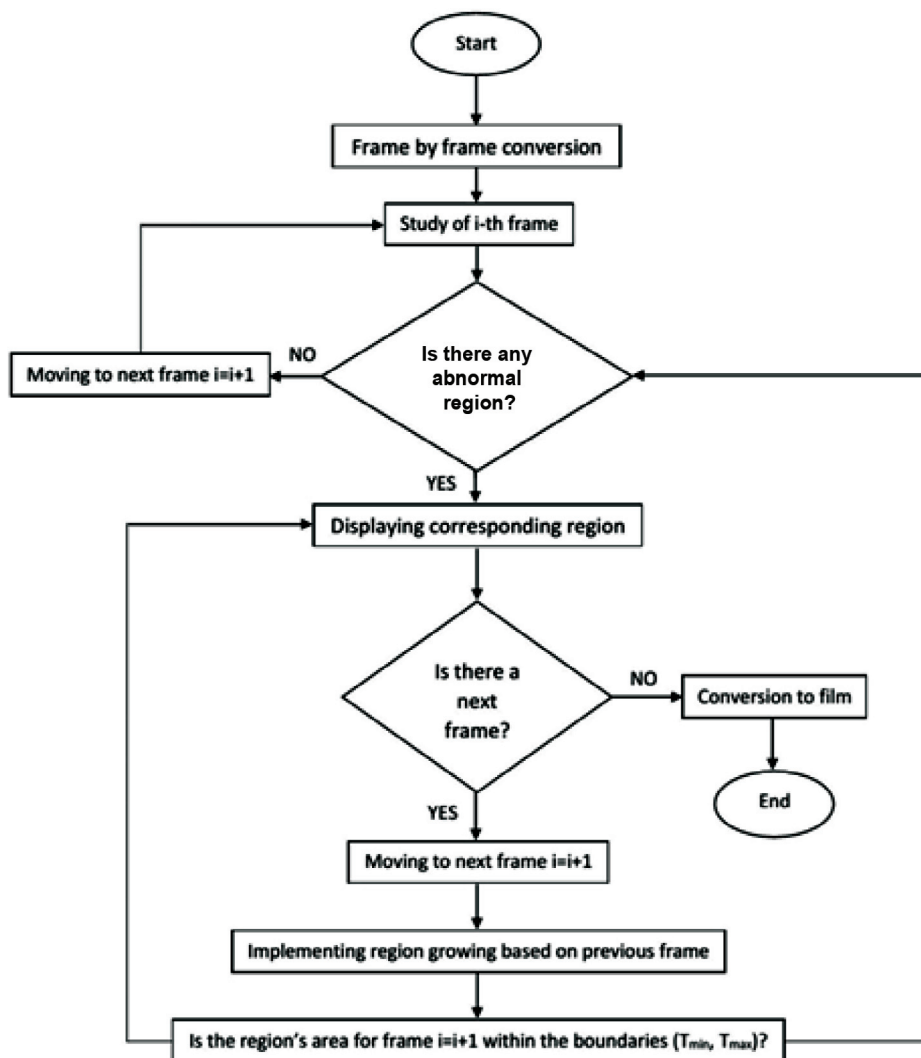 Start
Frame by frame conversion
Study of i-th frame
NO
Moving to next frame i=i+1
Is there any
abnormal
region?
YES
Displaying corresponding region
Is there a
next
frame?
NO
Conversion to film
End
YES
Moving to next frame i=i+1
Implementing region growing based on previous frame
Is the region's area for frame i=i+1 within the boundaries (Tmin, Tmax)?